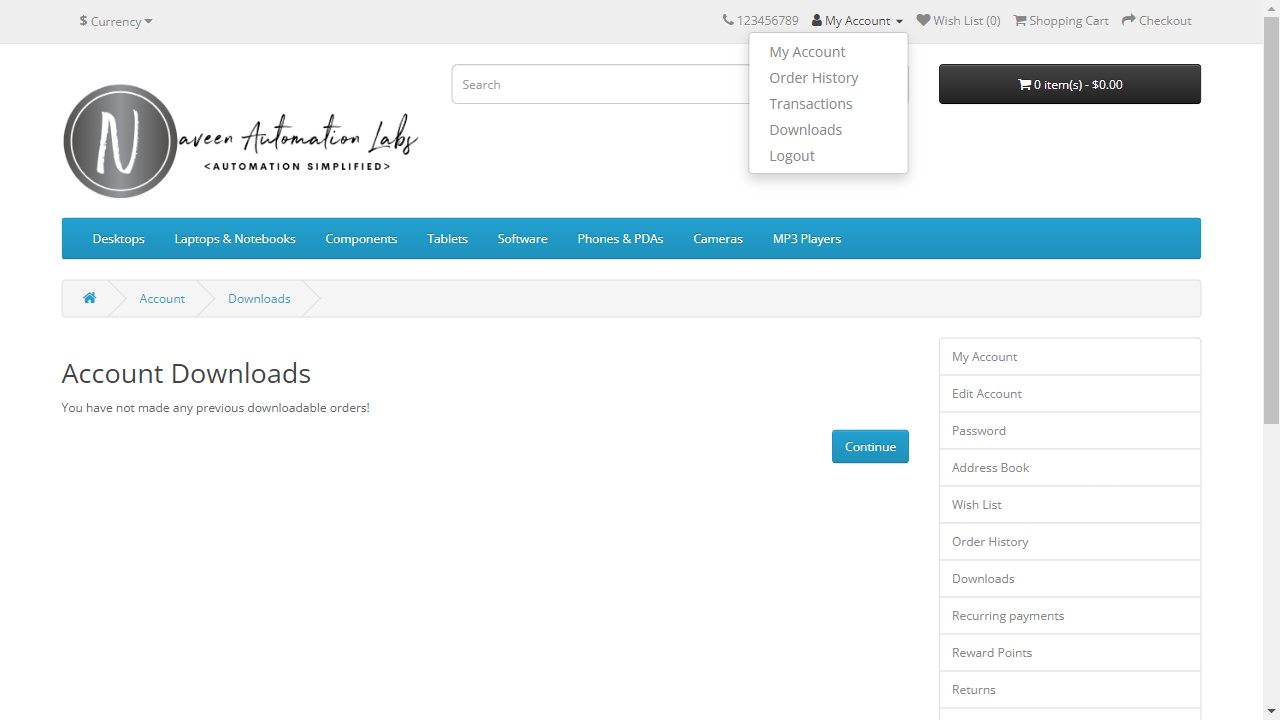 $ Currency
123456789
My Account
Wish List (0)
Shopping Cart
Checkout
My Account
Order History
Transactions
Downloads
Logout
Search
0 item(s) - $0.00
N
aveen Automation Labs
<AUTOMATION SIMPLIFIED>
Desktops
Laptops & Notebooks
Components
Tablets
Software
Phones & PDAs
Cameras
MP3 Players
Account
Downloads
Account Downloads
You have not made any previous downloadable orders!
Continue
My Account
Edit Account
Password
Address Book
Wish List
Order History
Downloads
Recurring payments
Reward Points
Returns